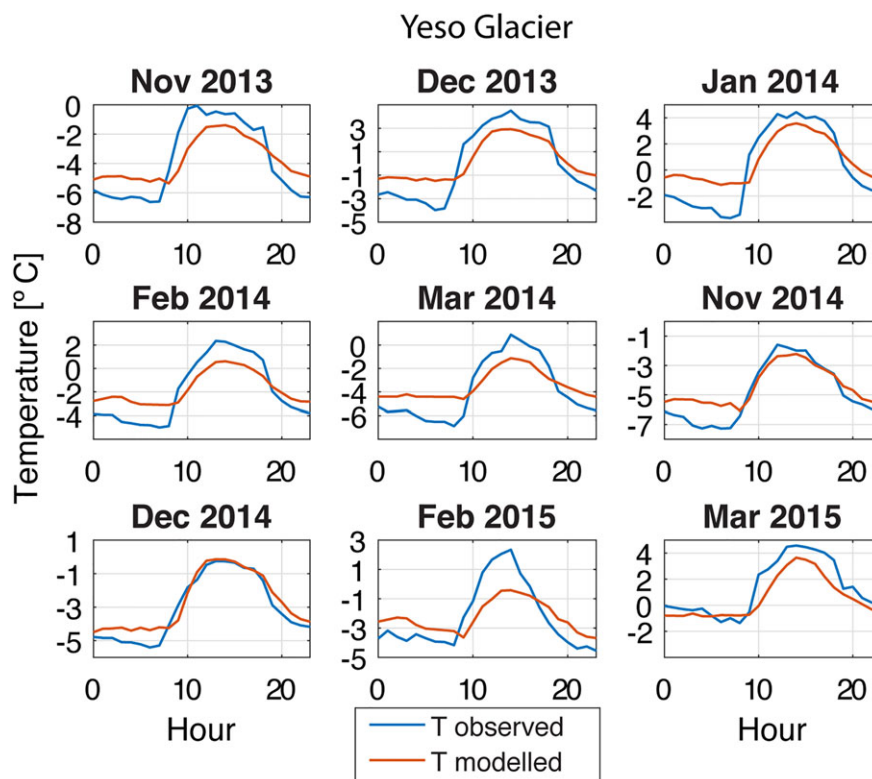 Yeso Glacier
Nov 2013
0
-2
-4
-6
-8
0 10 20
Dec 2013
3
1
-1
-3
-5
0 10 20
Jan 2014
4
2
0
-2
0 10 20
Feb 2014
2
0
-2
-4
0 10 20
Mar 2014
0
-2
-4
-6
0 10 20
Nov 2014
-1
-3
-5
-7
0 10 20
Dec 2014
1
-1
-3
-5
0 10 20
Feb 2015
3
1
-1
-3
-5
Mar 2015
4
2
0
-2
0 10 20
Temperature [º C]
0 10 20
Hour
Hour
T observed
T modelled